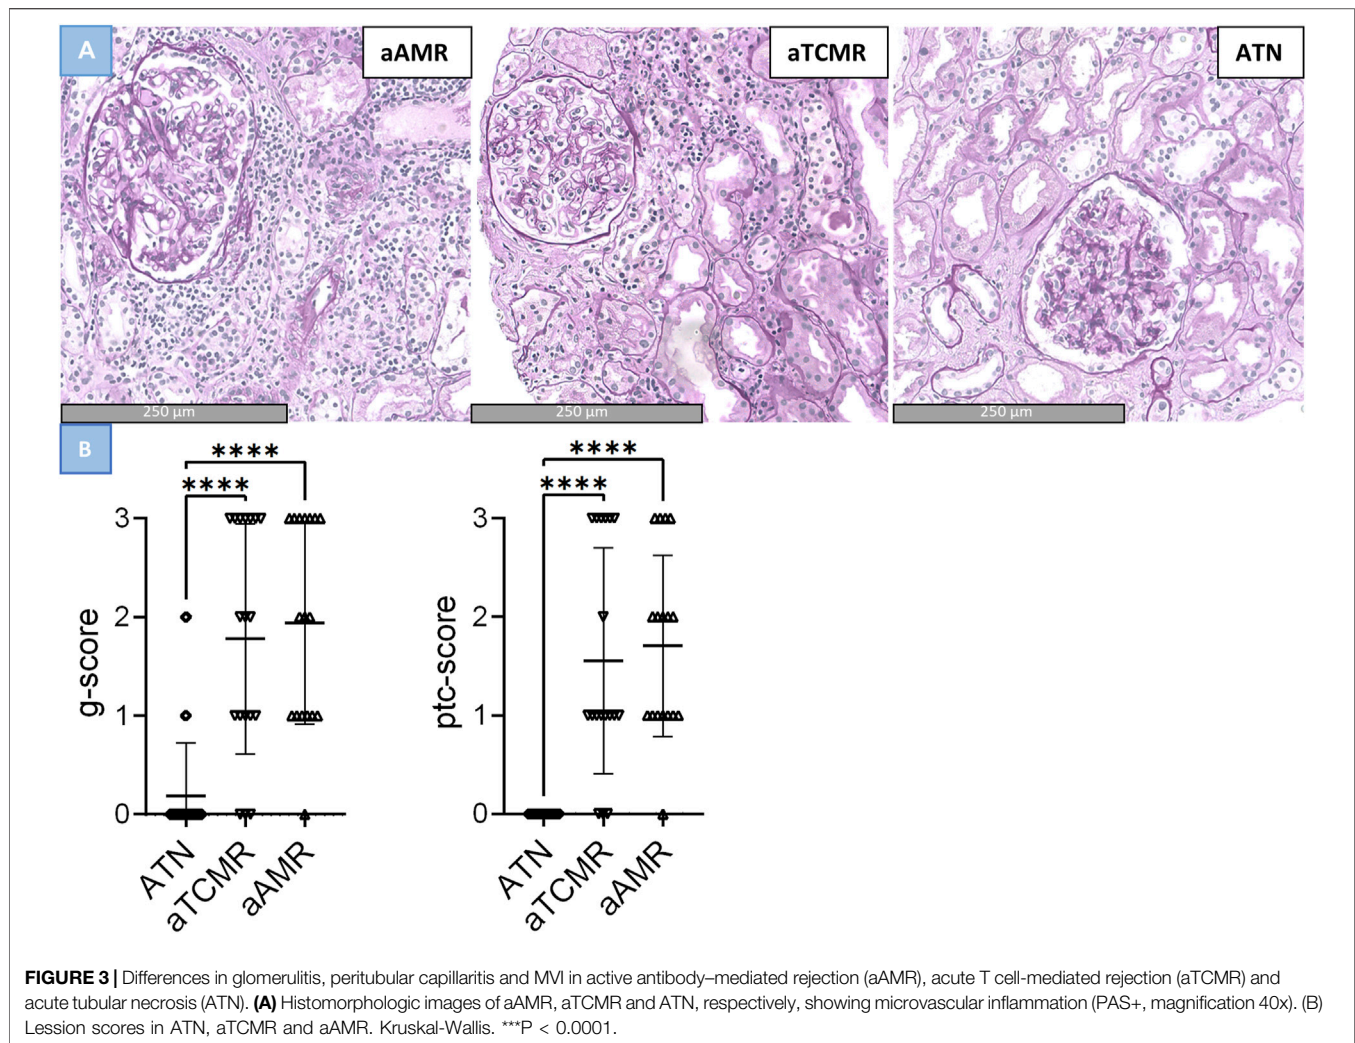 A
aAMR
aTCMR
ATN
250 µm
250 µm
250 µm
B
****
****
3
2
1
0
g-score
ATN
aTCMR
aAMR
****
****
3
2
1
0
ptc-score
ATN
aTCMR
aAMR
FIGURE 3 | Differences in glomerulitis, peritubular capillaritis and MVI in active antibody–mediated rejection (aAMR), acute T cell-mediated rejection (aTCMR) and
acute tubular necrosis (ATN). (A) Histomorphologic images of aAMR, aTCMR and ATN, respectively, showing microvascular inflammation (PAS+, magnification 40x). (B)
Lession scores in ATN, aTCMR and aAMR. Kruskal-Wallis. ***P < 0.0001.